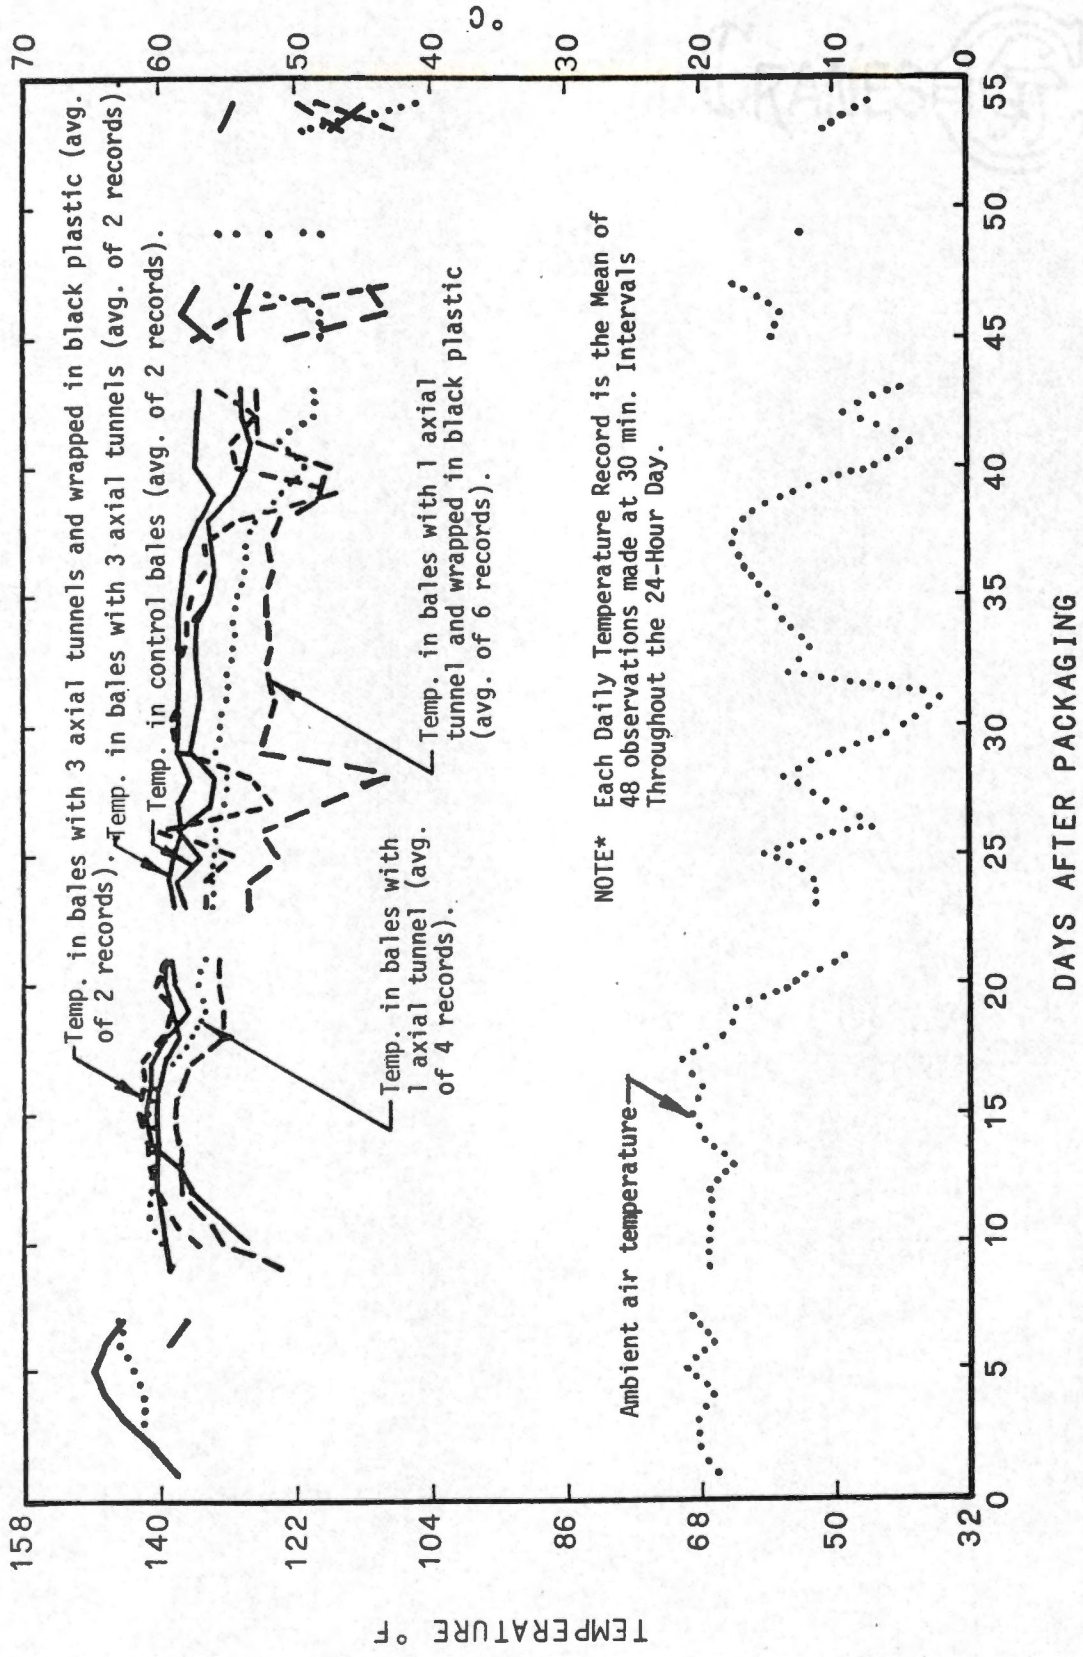 158
140
122
104
86
68
50
32
TEMPERATURE °F
70
60
50
40
30
20
10
0
°C
0
5
10
15
20
25
30
35
40
45
50
55
DAYS AFTER PACKAGING
Temp. in bales with 3 axial tunnels and wrapped in black plastic (avg.
of 2 records).
Temp. in bales with 3 axial tunnels (avg. of 2 records).
Temp. in control bales (avg. of 2 records).
Temp. in bales with
1 axial tunnel (avg.
of 4 records).
Temp. in bales with 1 axial
tunnel and wrapped in black plastic
(avg. of 6 records).
NOTE* Each Daily Temperature Record is the Mean of
48 observations made at 30 min. Intervals
Throughout the 24-Hour Day.
Ambient air temperature